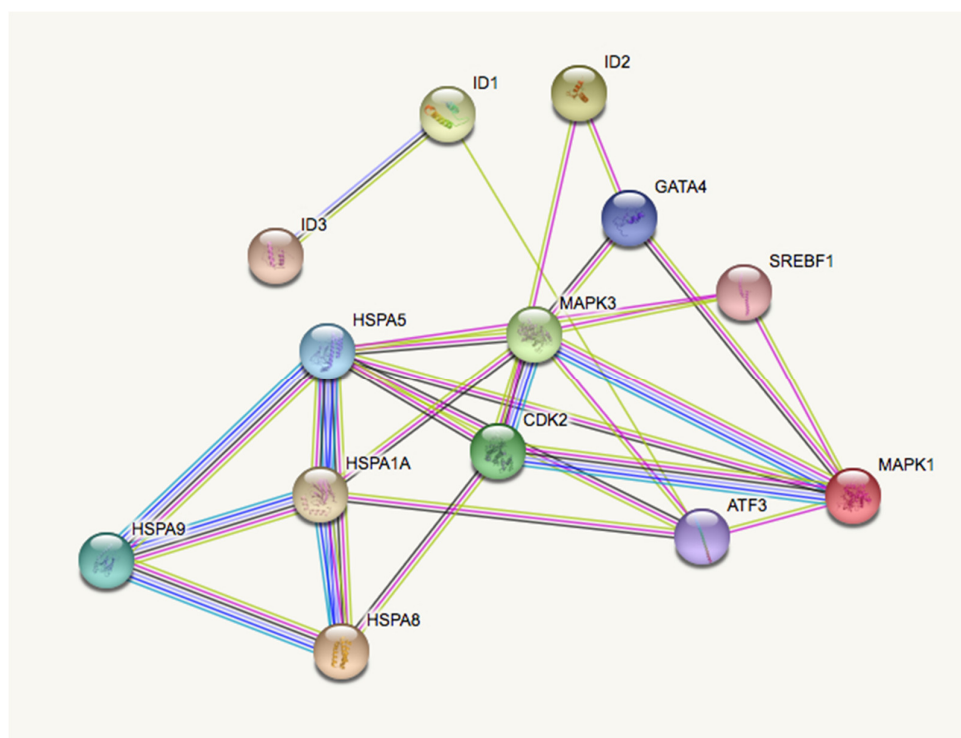 ID2
ID1
GATA4
ID3
SREBF1
MAPK3
HSPA5
CDK2
HSPA1A
MAPK1
ATF3
HSPA9
HSPA8